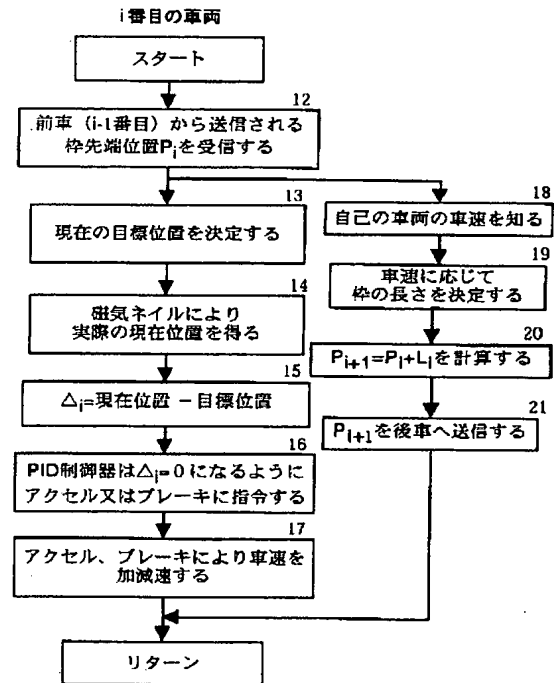 i番目の車両
スタート
12
前車（i-1番目）から送信される
枠先端位置Piを受信する
13
現在の目標位置を決定する
14
磁気ネイルにより
実際の現在位置を得る
15
△i=現在位置 － 目標位置
16
PID制御器は△i=0になるように
アクセル又はブレーキに指令する
17
アクセル、ブレーキにより車速を
加減速する
18
自己の車両の車速を知る
19
車速に応じて
枠の長さを決定する
20
Pi+1=Pi+Liを計算する
21
Pi+1を後車へ送信する
リターン